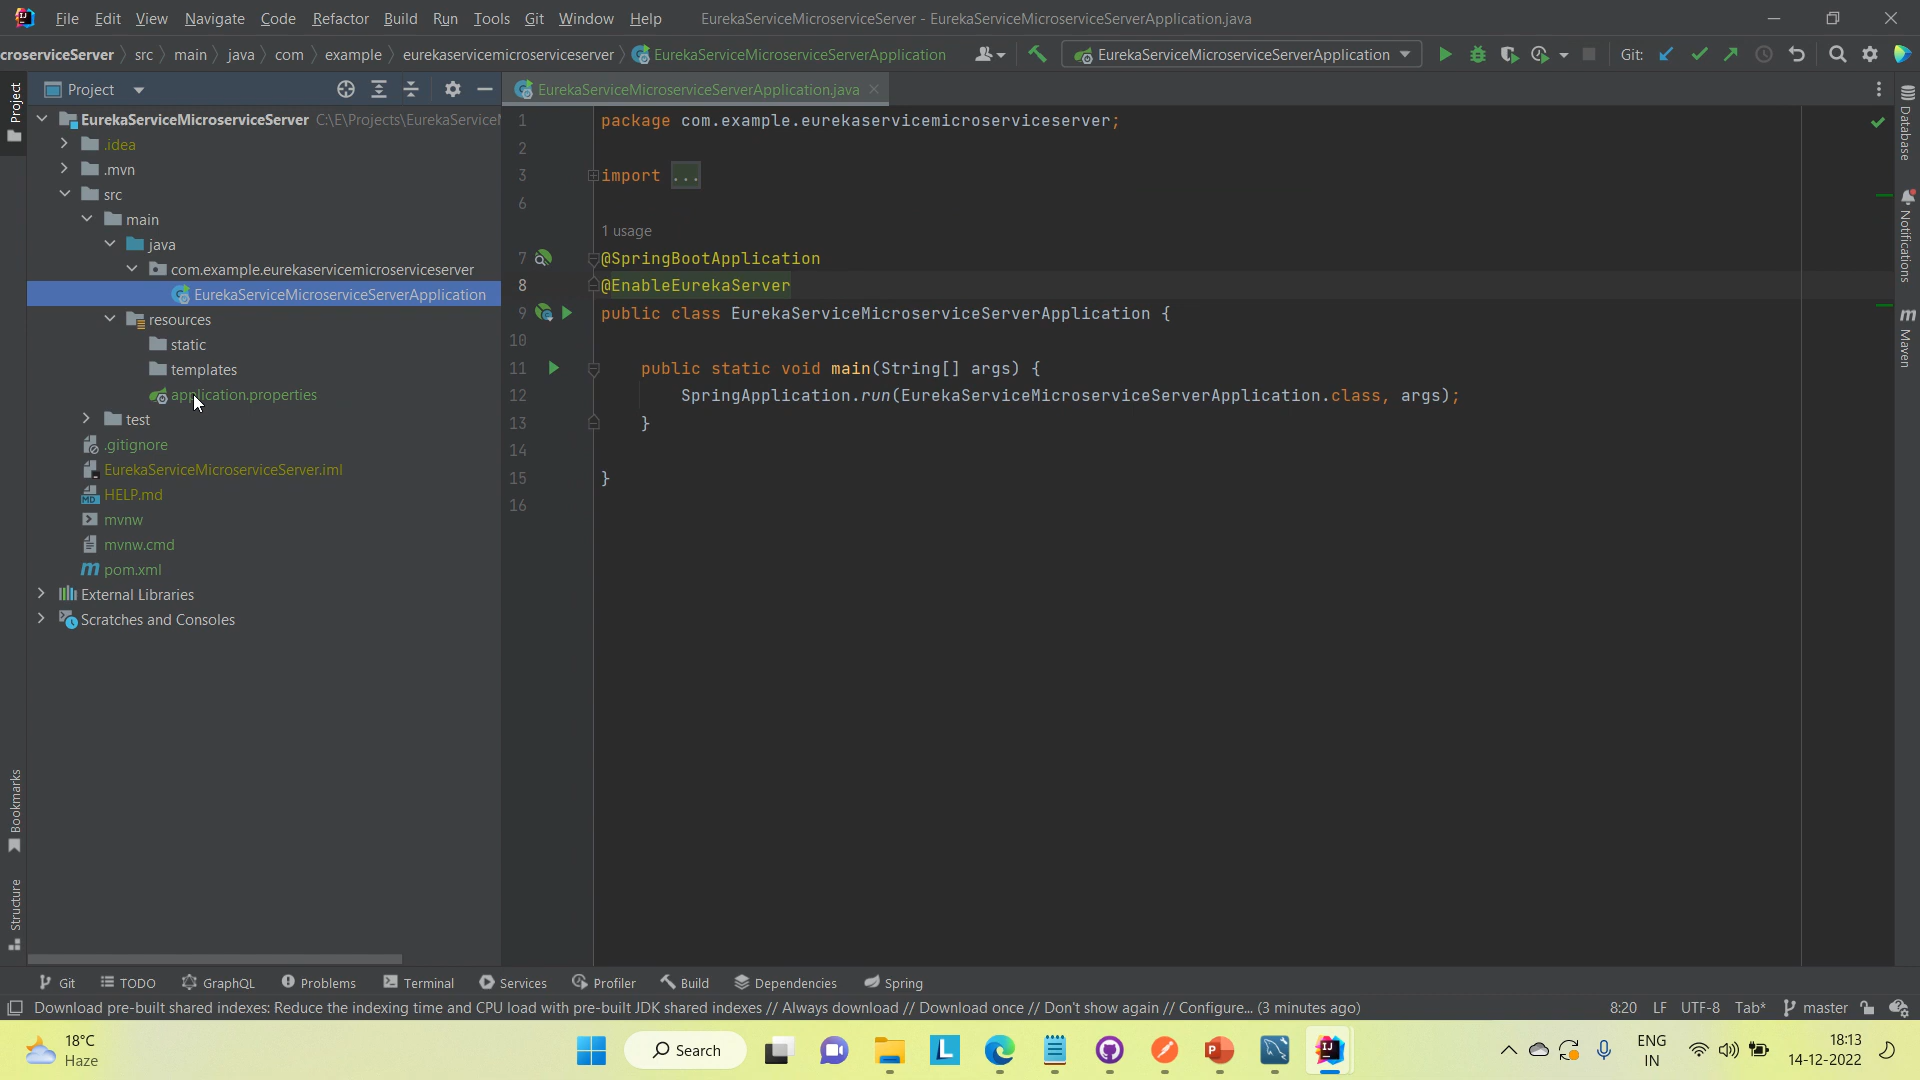 File Edit View Navigate Code Refactor Build Run Tools Git Window Help EurekaServiceMicroserviceServer - EurekaServiceMicroserviceServerApplication.java
croserviceServer src main java com example eurekaservicemicroserviceserver EurekaServiceMicroserviceServerApplication EurekaServiceMicroserviceServerApplication Git:
Project
EurekaServiceMicroserviceServerApplication.java
Project
EurekaServiceMicroserviceServer C:\E\Projects\EurekaService
.idea
.mvn
src
main
java
com.example.eurekaservicemicroserviceserver
EurekaServiceMicroserviceServerApplication
resources
static
templates
application.properties
test
.gitignore
EurekaServiceMicroserviceServer.iml
HELP.md
mvnw
mvnw.cmd
pom.xml
External Libraries
Scratches and Consoles
Bookmarks
Structure
1 package com.example.eurekaservicemicroserviceserver;
2
3 import ...
6
1 usage
7 @SpringBootApplication
8 @EnableEurekaServer
9 public class EurekaServiceMicroserviceServerApplication {
10
11 public static void main(String[] args) {
12 SpringApplication.run(EurekaServiceMicroserviceServerApplication.class, args);
13 }
14
15 }
16
Database
Notifications
Maven
Git TODO GraphQL Problems Terminal Services Profiler Build Dependencies Spring
Download pre-built shared indexes: Reduce the indexing time and CPU load with pre-built JDK shared indexes // Always download // Download once // Don't show again // Configure... (3 minutes ago) 8:20 LF UTF-8 Tab* master
18°C
Haze
Search
ENG
IN
18:13
14-12-2022